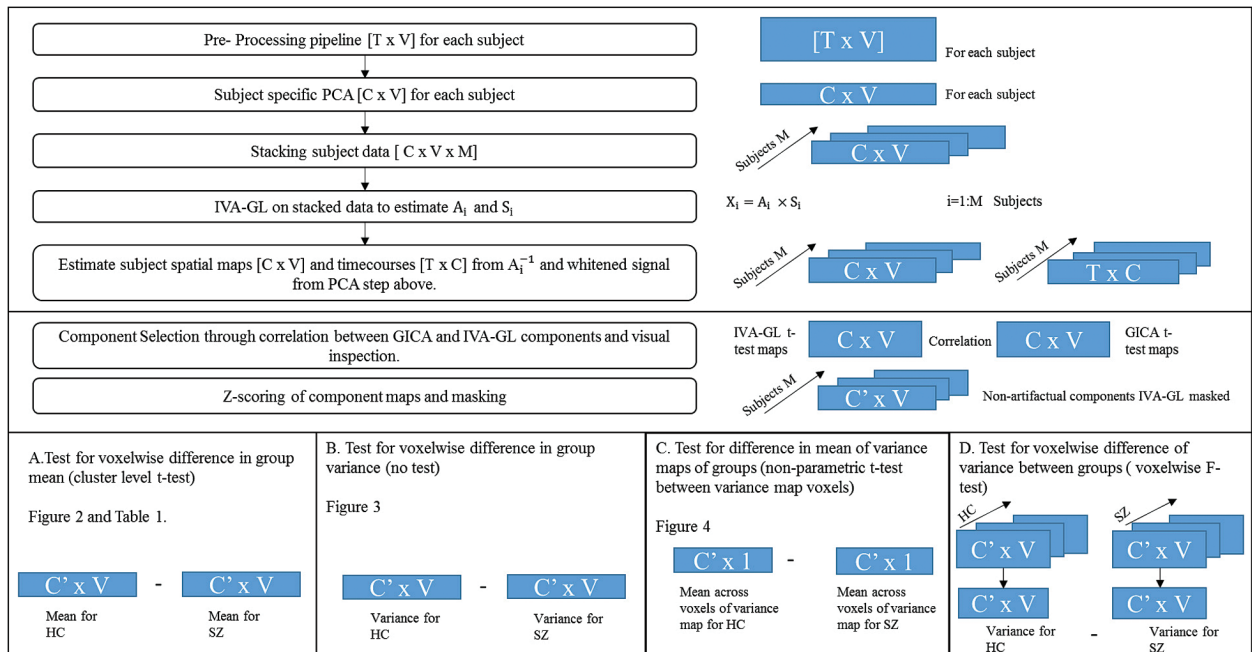 Pre- Processing pipeline [T x V] for each subject
[T x V]
For each subject
Subject specific PCA [C x V] for each subject
C x V
For each subject
Stacking subject data [ C x V x M]
Subjects M
C x V
IVA-GL on stacked data to estimate Aᵢ and Sᵢ
Xᵢ = Aᵢ × Sᵢ
i=1:M Subjects
Estimate subject spatial maps [C x V] and timecourses [T x C] from Aᵢ⁻¹ and whitened signal
from PCA step above.
Subjects M
C x V
Subjects M
T x C
Component Selection through correlation between GICA and IVA-GL components and visual
inspection.
IVA-GL t-
test maps
C x V
Correlation
C x V
GICA t-
test maps
Z-scoring of component maps and masking
Subjects M
C’ x V
Non-artifactual components IVA-GL masked
A.Test for voxelwise difference in group
mean (cluster level t-test)
Figure 2 and Table 1.
C’ x V
-
C’ x V
Mean for
HC
Mean for
SZ
B. Test for voxelwise difference in group
variance (no test)
Figure 3
C’ x V
-
C’ x V
Variance for
HC
Variance for
SZ
C. Test for difference in mean of variance
maps of groups (non-parametric t-test
between variance map voxels)
Figure 4
C’ x 1
-
C’ x 1
Mean across
voxels of variance
map for HC
Mean across
voxels of variance
map for SZ
D. Test for voxelwise difference of
variance between groups ( voxelwise F-
test)
HC
SZ
C’ x V
C’ x V
C’ x V
C’ x V
Variance for
HC
-
Variance for
SZ